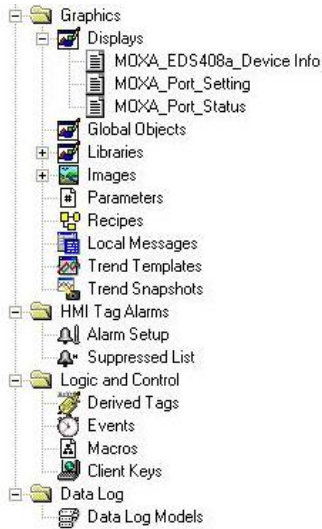 Graphics
Displays
MOXA_EDS408a_Device Info
MOXA_Port_Setting
MOXA_Port_Status
Global Objects
Libraries
Images
Parameters
Recipes
Local Messages
Trend Templates
Trend Snapshots
HMI Tag Alarms
Alarm Setup
Suppressed List
Logic and Control
Derived Tags
Events
Macros
Client Keys
Data Log
Data Log Models